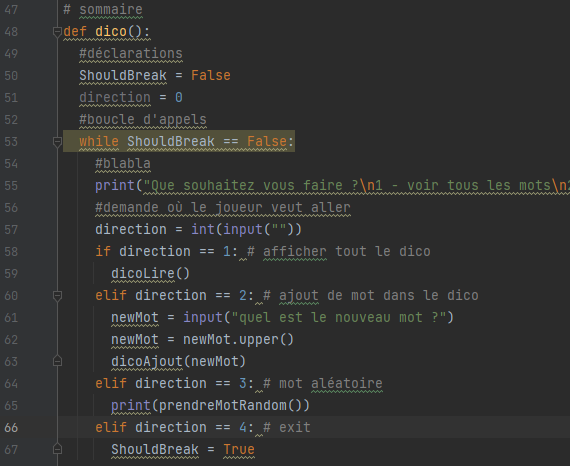 47 # sommaire
48 def dico():
49 #déclarations
50 ShouldBreak = False
51 direction = 0
52 #boucle d'appels
53 while ShouldBreak == False:
54 #blabla
55 print("Que souhaitez vous faire ?\n1 - voir tous les mots\n2
56 #demande où le joueur veut aller
57 direction = int(input(""))
58 if direction == 1: # afficher tout le dico
59 dicoLire()
60 elif direction == 2: # ajout de mot dans le dico
61 newMot = input("quel est le nouveau mot ?")
62 newMot = newMot.upper()
63 dicoAjout(newMot)
64 elif direction == 3: # mot aléatoire
65 print(prendreMotRandom())
66 elif direction == 4: # exit
67 ShouldBreak = True